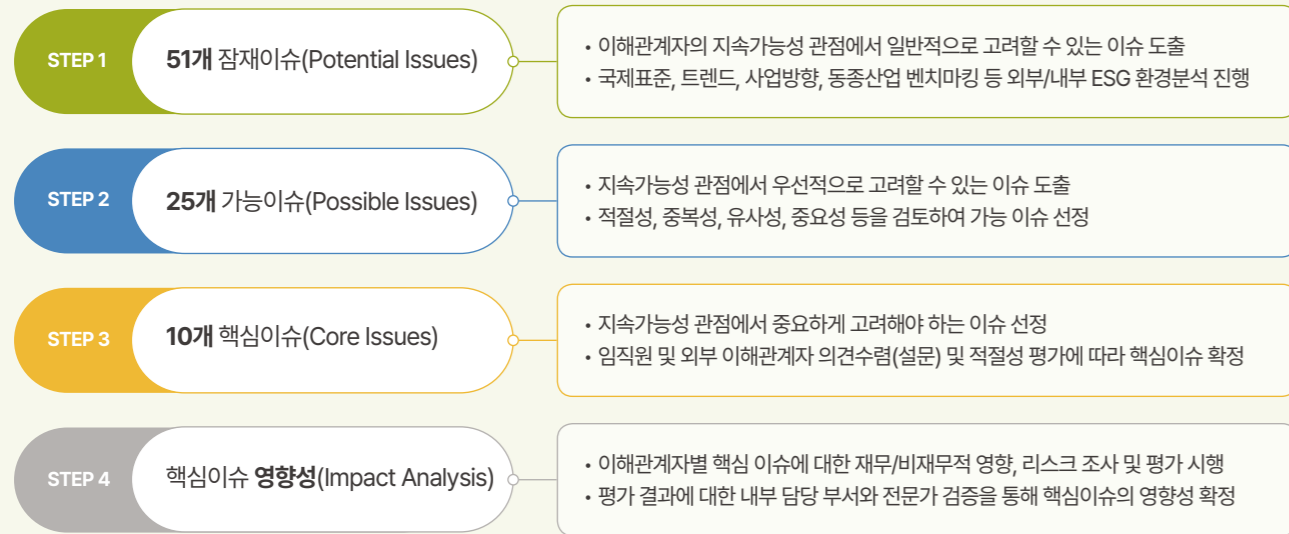 STEP 1
51개 잠재이슈(Potential Issues)
• 이해관계자의 지속가능성 관점에서 일반적으로 고려할 수 있는 이슈 도출
• 국제표준, 트렌드, 사업방향, 동종산업 벤치마킹 등 외부/내부 ESG 환경분석 진행
STEP 2
25개 가능이슈(Possible Issues)
• 지속가능성 관점에서 우선적으로 고려할 수 있는 이슈 도출
• 적절성, 중복성, 유사성, 중요성 등을 검토하여 가능 이슈 선정
STEP 3
10개 핵심이슈(Core Issues)
• 지속가능성 관점에서 중요하게 고려해야 하는 이슈 선정
• 임직원 및 외부 이해관계자 의견수렴(설문) 및 적절성 평가에 따라 핵심이슈 확정
STEP 4
핵심이슈 영향성(Impact Analysis)
• 이해관계자별 핵심 이슈에 대한 재무/비재무적 영향, 리스크 조사 및 평가 시행
• 평가 결과에 대한 내부 담당 부서와 전문가 검증을 통해 핵심이슈의 영향성 확정